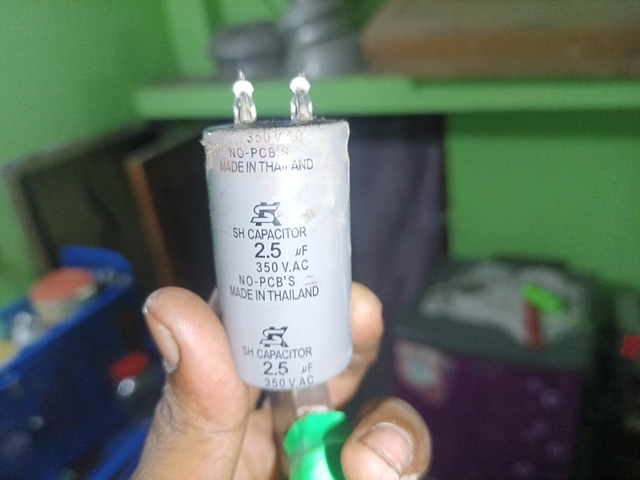 350 V.AC
NO-PCB'S
MADE IN THAILAND
SH CAPACITOR
2.5 µF
350 V.AC
NO-PCB'S
MADE IN THAILAND
SH CAPACITOR
2.5 µF
350 V.AC